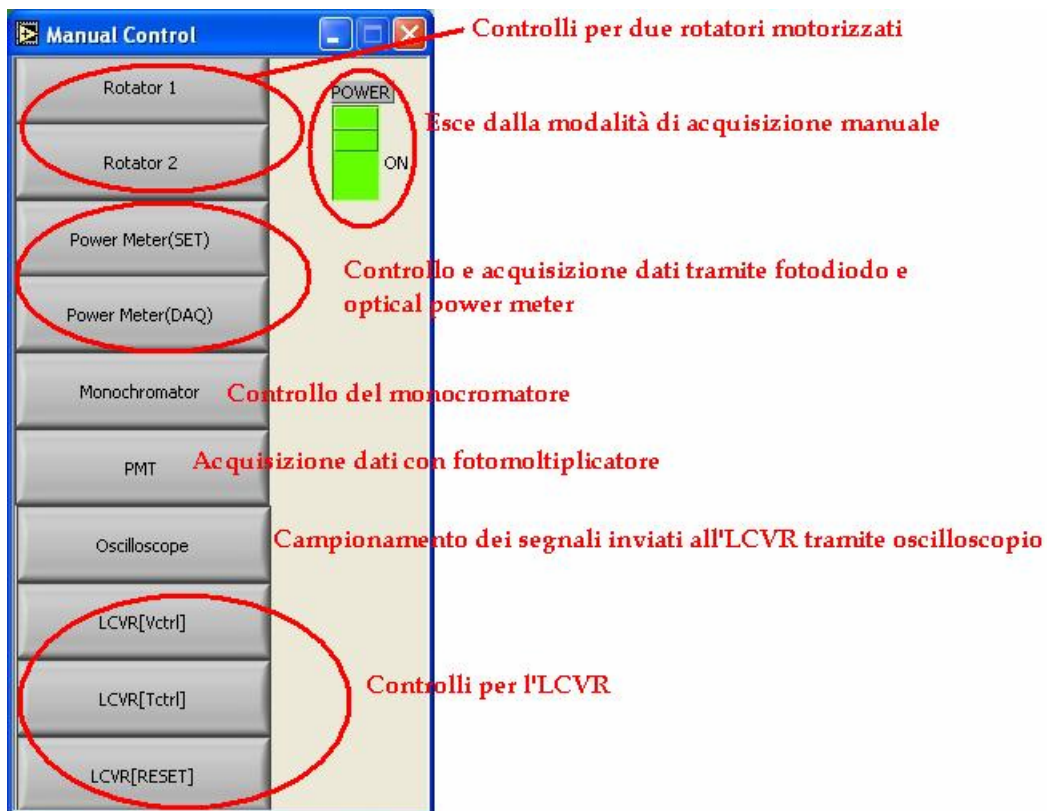 Manual Control
Controlli per due rotatori motorizzati
Rotator 1
POWER
Esce dalla modalità di acquisizione manuale
Rotator 2
ON
Power Meter(SET)
Controllo e acquisizione dati tramite fotodiodo e
optical power meter
Power Meter(DAQ)
Monochromator
Controllo del monocromatore
PMT
Acquisizione dati con fotomoltiplicatore
Oscilloscope
Campionamento dei segnali inviati all'LCVR tramite oscilloscopio
LCVR[Vctrl]
Controlli per l'LCVR
LCVR[Tctrl]
LCVR[RESET]